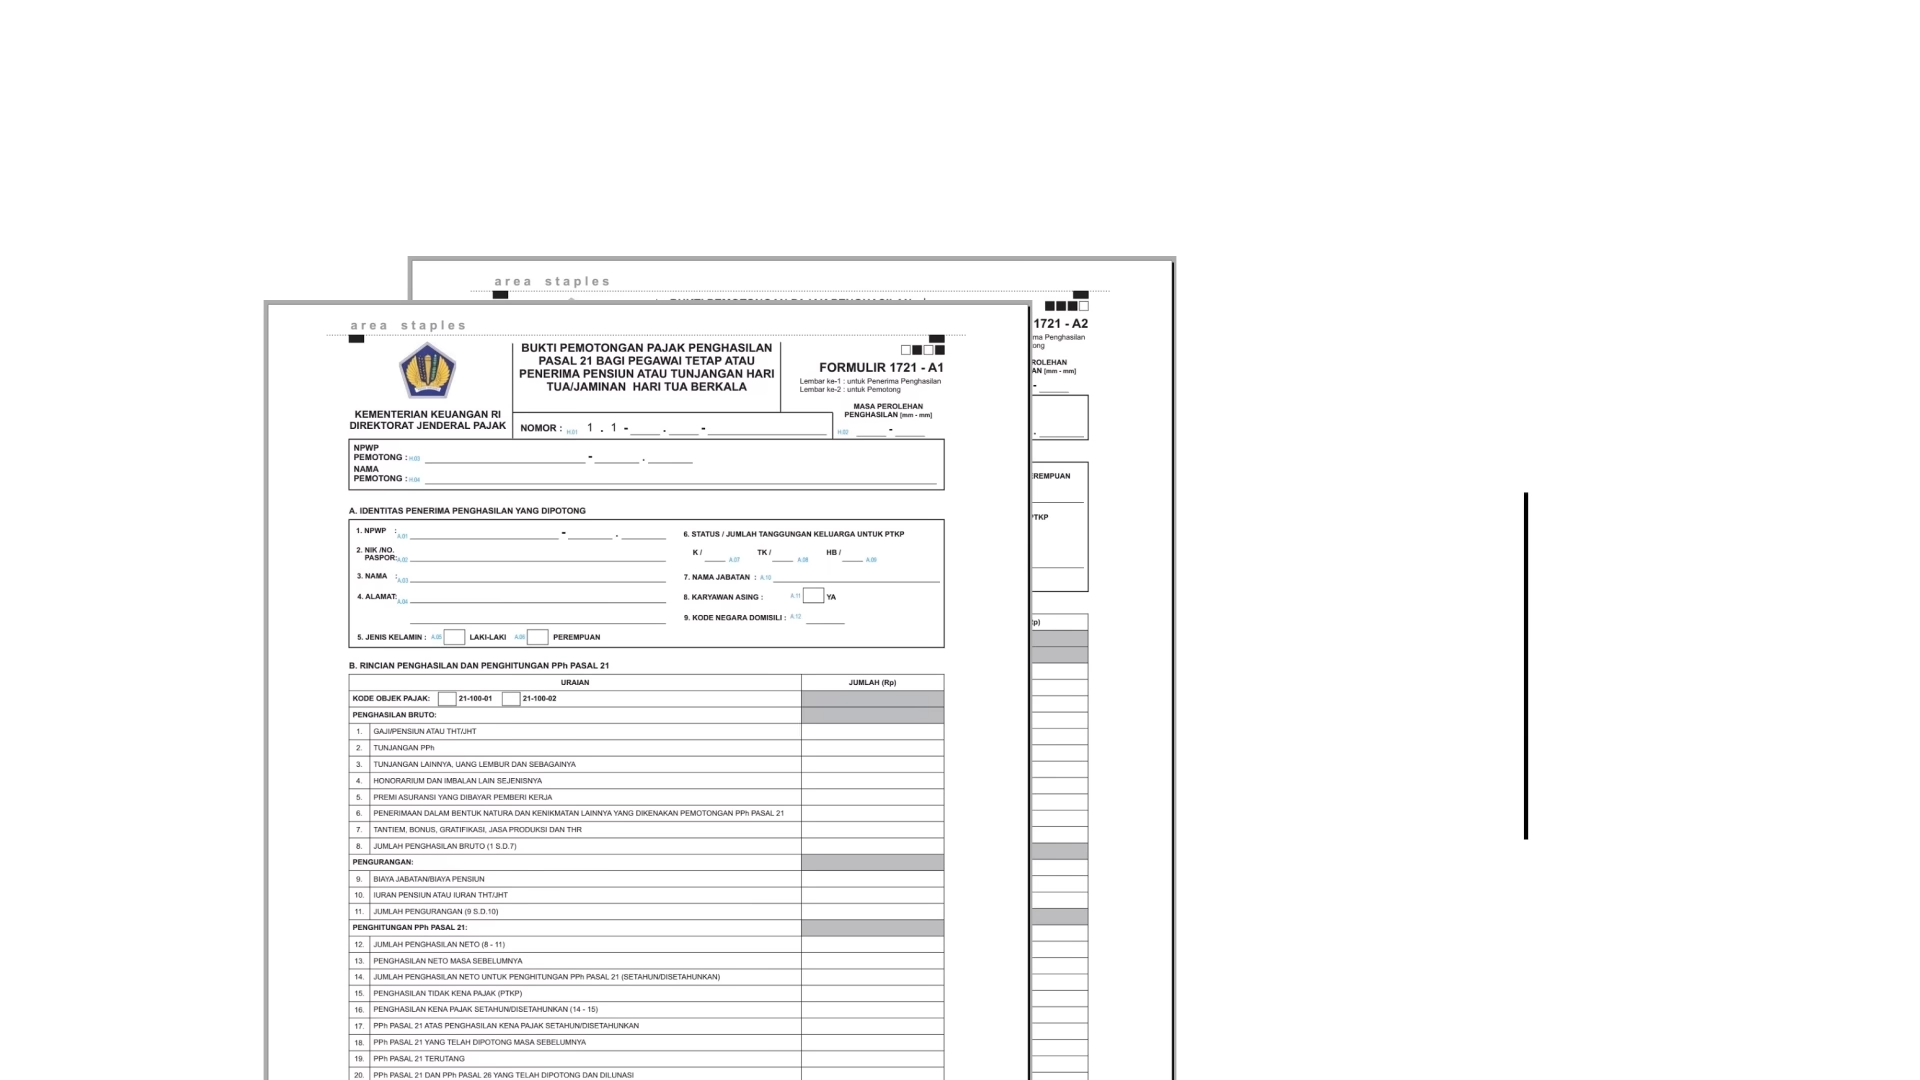 area staples
1721 - A2
ma Penghasilan
ong
ROLEHAN
AN [mm - mm]
-
.
REMPUAN
PTKP
Rp)
area staples
KEMENTERIAN KEUANGAN RI
DIREKTORAT JENDERAL PAJAK
BUKTI PEMOTONGAN PAJAK PENGHASILAN
PASAL 21 BAGI PEGAWAI TETAP ATAU
PENERIMA PENSIUN ATAU TUNJANGAN HARI
TUA/JAMINAN HARI TUA BERKALA
FORMULIR 1721 - A1
Lembar ke-1 : untuk Penerima Penghasilan
Lembar ke-2 : untuk Pemotong
MASA PEROLEHAN
PENGHASILAN [mm - mm]
NOMOR : H.01 1 . 1 - ____ . ____ - ____
H.02 ____ - ____
NPWP
PEMOTONG : H.03 ____ - ____ . ____
NAMA
PEMOTONG : H.04
A. IDENTITAS PENERIMA PENGHASILAN YANG DIPOTONG
1. NPWP : A.01 ____ - ____ . ____
2. NIK /NO.
PASPOR: A.02
3. NAMA : A.03
4. ALAMAT: A.04
5. JENIS KELAMIN : A.05 LAKI-LAKI A.06 PEREMPUAN
6. STATUS / JUMLAH TANGGUNGAN KELUARGA UNTUK PTKP
K / ____ A.07 TK / ____ A.08 HB / ____ A.09
7. NAMA JABATAN : A.10
8. KARYAWAN ASING : A.11 YA
9. KODE NEGARA DOMISILI : A.12
B. RINCIAN PENGHASILAN DAN PENGHITUNGAN PPh PASAL 21
URAIAN JUMLAH (Rp)
KODE OBJEK PAJAK: 21-100-01 21-100-02
PENGHASILAN BRUTO:
1. GAJI/PENSIUN ATAU THT/JHT
2. TUNJANGAN PPh
3. TUNJANGAN LAINNYA, UANG LEMBUR DAN SEBAGAINYA
4. HONORARIUM DAN IMBALAN LAIN SEJENISNYA
5. PREMI ASURANSI YANG DIBAYAR PEMBERI KERJA
6. PENERIMAAN DALAM BENTUK NATURA DAN KENIKMATAN LAINNYA YANG DIKENAKAN PEMOTONGAN PPh PASAL 21
7. TANTIEM, BONUS, GRATIFIKASI, JASA PRODUKSI DAN THR
8. JUMLAH PENGHASILAN BRUTO (1 S.D.7)
PENGURANGAN:
9. BIAYA JABATAN/BIAYA PENSIUN
10. IURAN PENSIUN ATAU IURAN THT/JHT
11. JUMLAH PENGURANGAN (9 S.D.10)
PENGHITUNGAN PPh PASAL 21:
12. JUMLAH PENGHASILAN NETO (8 - 11)
13. PENGHASILAN NETO MASA SEBELUMNYA
14. JUMLAH PENGHASILAN NETO UNTUK PENGHITUNGAN PPh PASAL 21 (SETAHUN/DISETAHUNKAN)
15. PENGHASILAN TIDAK KENA PAJAK (PTKP)
16. PENGHASILAN KENA PAJAK SETAHUN/DISETAHUNKAN (14 - 15)
17. PPh PASAL 21 ATAS PENGHASILAN KENA PAJAK SETAHUN/DISETAHUNKAN
18. PPh PASAL 21 YANG TELAH DIPOTONG MASA SEBELUMNYA
19. PPh PASAL 21 TERUTANG
20. PPh PASAL 21 DAN PPh PASAL 26 YANG TELAH DIPOTONG DAN DILUNASI